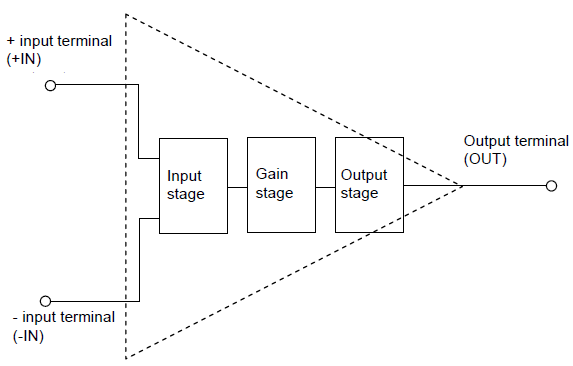 + input terminal
(+IN)
Output terminal
(OUT)
Input
stage
Gain
stage
Output
stage
- input terminal
(-IN)